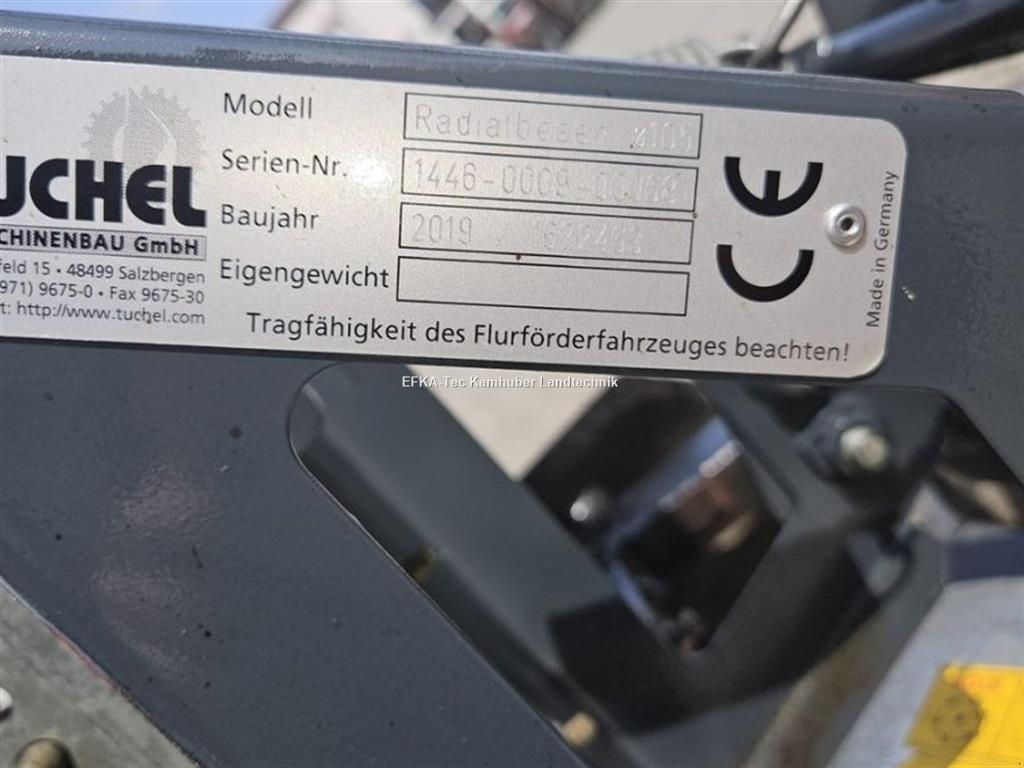 Modell Radialbesen
Serien-Nr.
Baujahr 2019
Eigengewicht
Tragfähigkeit des Flurförderfahrzeuges beachten!
UCHEL
CHINENBAU GmbH
feld 15 • 48499 Salzbergen
971) 9675-0 • Fax 9675-30
t: http://www.tuchel.com
CE
Made in Germany
EFKA-Tec Kamhuber Landtechnik